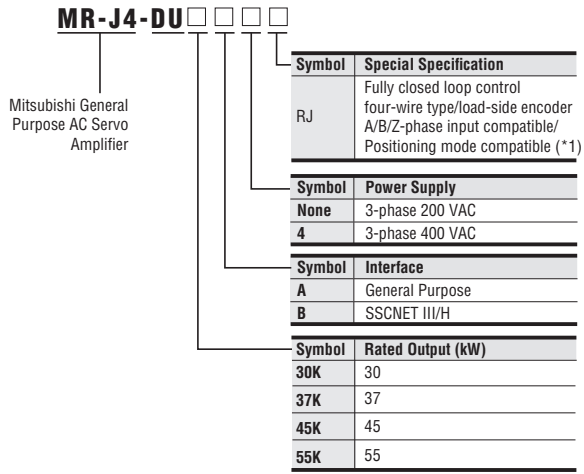 MR-J4-DU□□□□
Mitsubishi General
Purpose AC Servo
Amplifier
Symbol Special Specification
RJ Fully closed loop control
four-wire type/load-side encoder
A/B/Z-phase input compatible/
Positioning mode compatible (*1)
Symbol Power Supply
None 3-phase 200 VAC
4 3-phase 400 VAC
Symbol Interface
A General Purpose
B SSCNET III/H
Symbol Rated Output (kW)
30K 30
37K 37
45K 45
55K 55